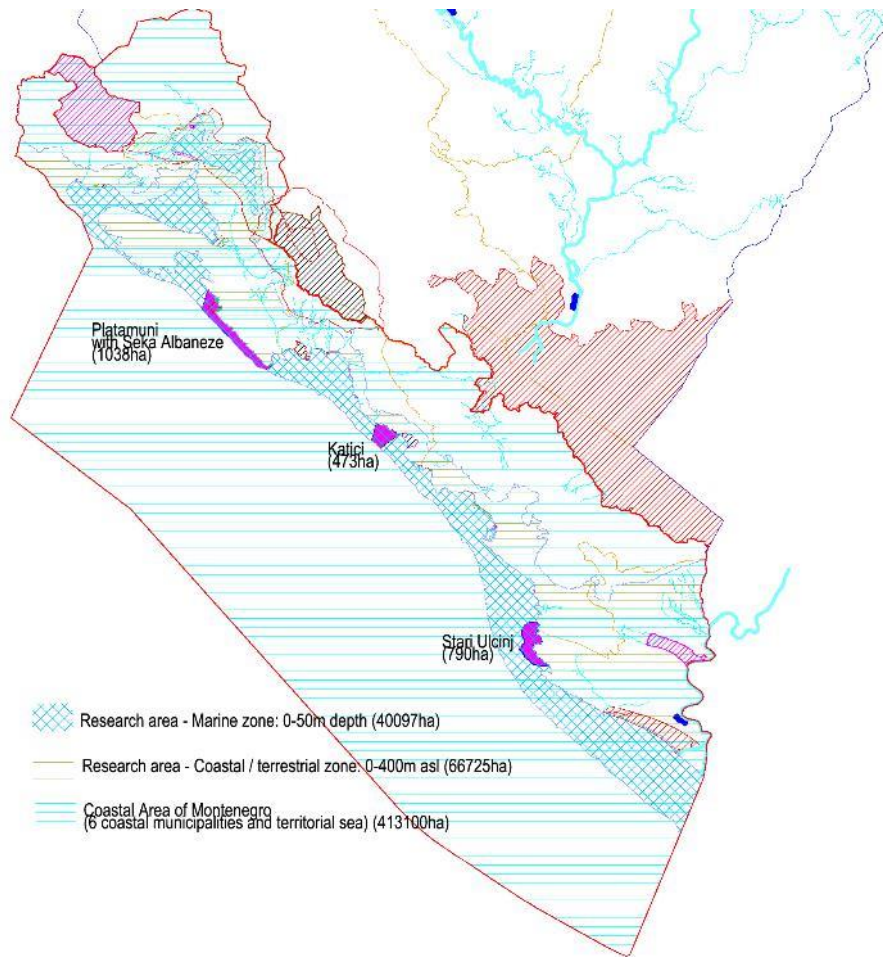 Platamuni
with Seka Albaneze
(1038ha)
Katici
(473ha)
Stari Ulcinj
(790ha)
Research area - Marine zone: 0-50m depth (40097ha)
Research area - Coastal / terrestrial zone: 0-400m asl (66725ha)
Coastal Area of Montenegro
(6 coastal municipalities and territorial sea) (413100ha)